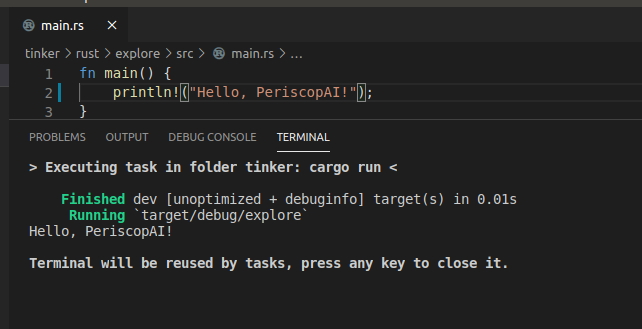 main.rs
tinker > rust > explore > src > main.rs > …
1 fn main() {
2 println!("Hello, PeriscopAI!");
3 }
PROBLEMS OUTPUT DEBUG CONSOLE TERMINAL
> Executing task in folder tinker: cargo run <
Finished dev [unoptimized + debuginfo] target(s) in 0.01s
Running `target/debug/explore`
Hello, PeriscopAI!
Terminal will be reused by tasks, press any key to close it.